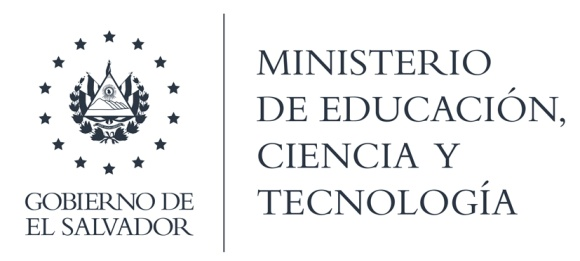 GOBIERNO DE
EL SALVADOR
MINISTERIO
DE EDUCACIÓN,
CIENCIA Y
TECNOLOGÍA